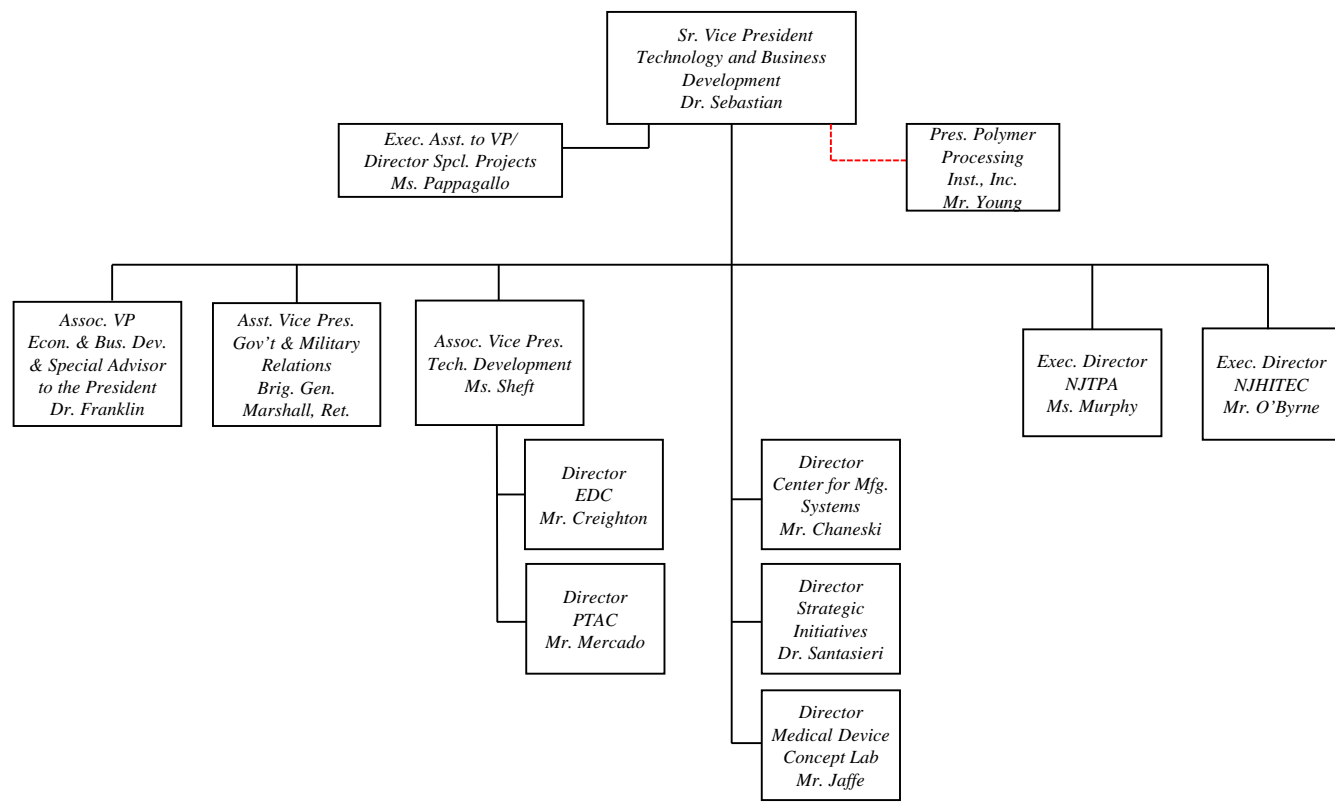 Sr. Vice President
Technology and Business
Development
Dr. Sebastian
Exec. Asst. to VP/
Director Spcl. Projects
Ms. Pappagallo
Pres. Polymer
Processing
Inst., Inc.
Mr. Young
Assoc. VP
Econ. & Bus. Dev.
& Special Advisor
to the President
Dr. Franklin
Asst. Vice Pres.
Gov’t & Military
Relations
Brig. Gen.
Marshall, Ret.
Assoc. Vice Pres.
Tech. Development
Ms. Sheft
Exec. Director
NJTPA
Ms. Murphy
Exec. Director
NJHITEC
Mr. O’Byrne
Director
EDC
Mr. Creighton
Director
PTAC
Mr. Mercado
Director
Center for Mfg.
Systems
Mr. Chaneski
Director
Strategic
Initiatives
Dr. Santasieri
Director
Medical Device
Concept Lab
Mr. Jaffe